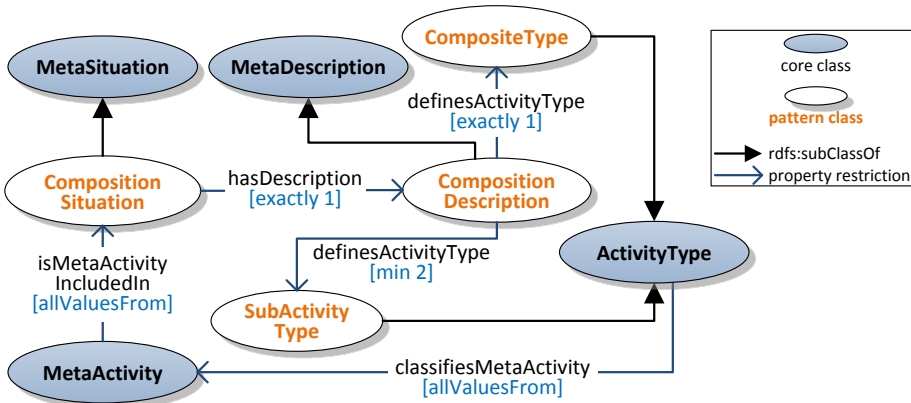 CompositeType
MetaSituation
MetaDescription
core class
definesActivityType
[exactly 1]
pattern class
rdfs:subClassOf
property restriction
Composition
Situation
hasDescription
[exactly 1]
Composition
Description
isMetaActivity
IncludedIn
[allValuesFrom]
definesActivityType
[min 2]
ActivityType
SubActivity
Type
MetaActivity
classifiesMetaActivity
[allValuesFrom]